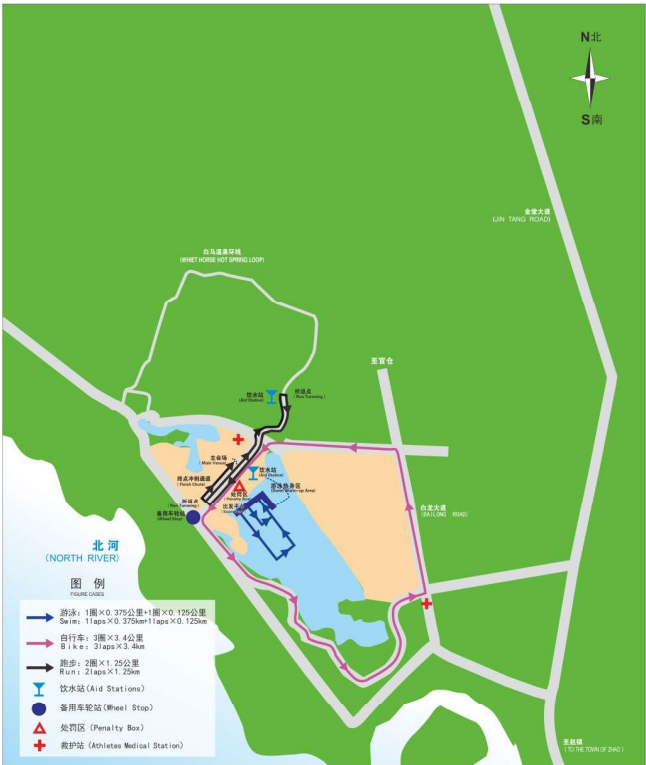 N北
S南
金堂大道
(JIN TANG ROAD)
白马温泉环线
(WHIET HORSE HOT SPRING LOOP)
至官仓
饮水站
(Aid Station)
折返点
(Run Turnning)
主会场
(Main Venue)
终点冲刺通道
(Finish Chute)
饮水站
(Aid Station)
游泳热身区
(Swim Warm-up Area)
处罚区
(Penalty Box)
(Run Turnning)
备用车轮站
(Wheel Stop)
白龙大道
(BAILONG ROAD)
北河
(NORTH RIVER)
图 例
FIGURE CASES
游泳：1圈×0.375公里+1圈×0.125公里
Swim：1laps×0.375km+1laps×0.125km
自行车：3圈×3.4公里
Bike：3laps×3.4km
跑步：2圈×1.25公里
Run：2laps×1.25km
饮水站(Aid Stations)
备用车轮站(Wheel Stop)
处罚区 (Penalty Box)
救护站 (Athletes Medical Station)
至赵镇
( TO THE TOWN OF ZHAO )